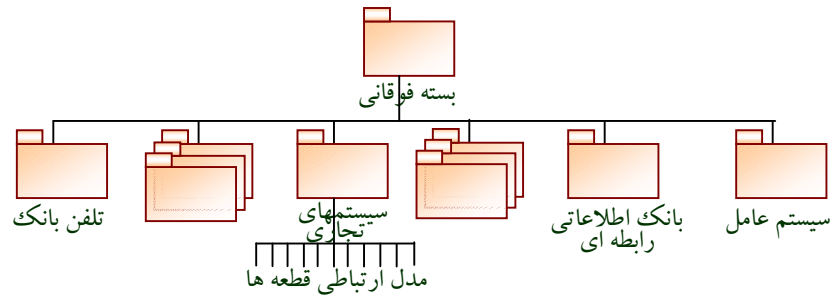 بسته فوقانی
سیستم عامل
بانک اطلاعاتی
رابطه ای
سیستمهای
تجاری
تلفن بانک
مدل ارتباطی قطعه ها